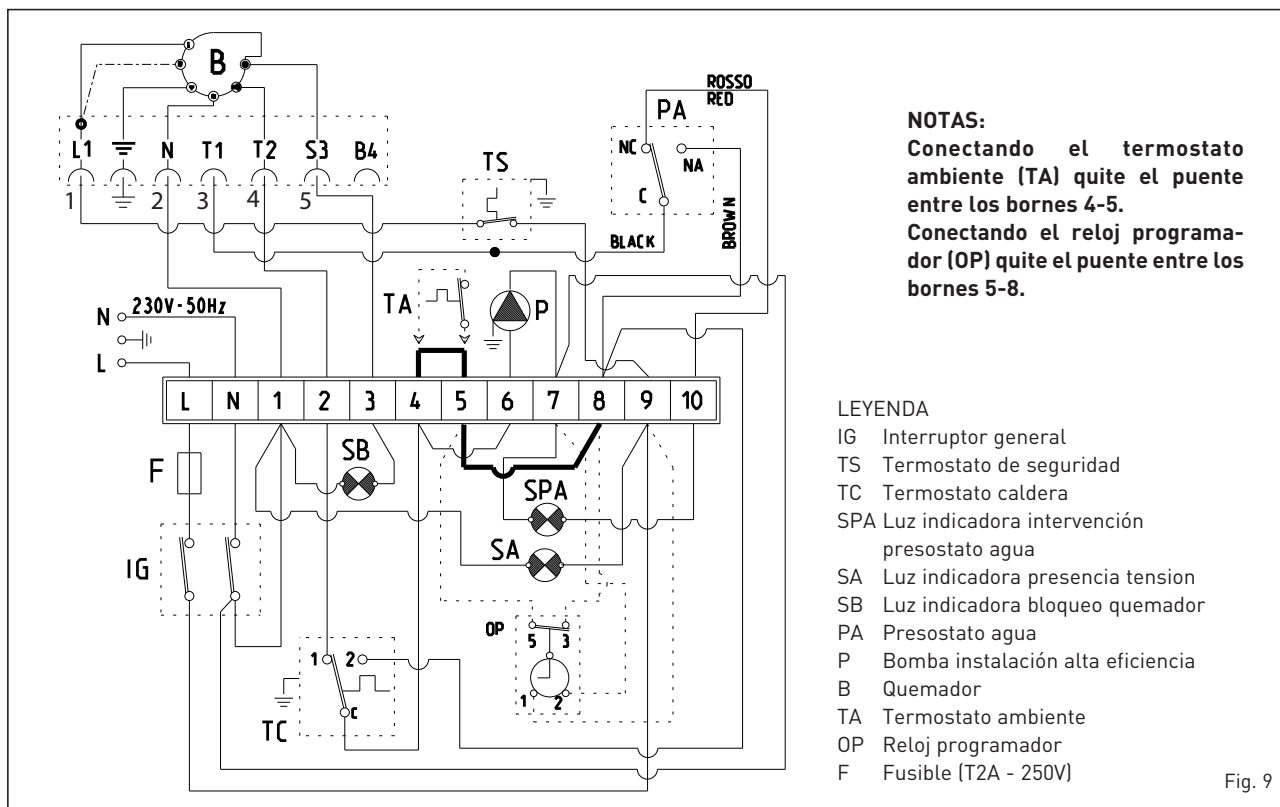 B
ROSSO
RED
PA
L1 N T1 T2 S3 B4
1 2 3 4 5
TS
NC NA
C
BLACK
BROWN
NOTAS:
Conectando el termostato
ambiente (TA) quite el puente
entre los bornes 4-5.
Conectando el reloj programa-
dor (OP) quite el puente entre los
bornes 5-8.
N 230V-50Hz
L
TA
P
L N 1 2 3 4 5 6 7 8 9 10
F
SB
SPA
SA
IG
OP
5 3
1 2
1 2
C
TC
LEYENDA
IG Interruptor general
TS Termostato de seguridad
TC Termostato caldera
SPA Luz indicadora intervención
presostato agua
SA Luz indicadora presencia tension
SB Luz indicadora bloqueo quemador
PA Presostato agua
P Bomba instalación alta eficiencia
B Quemador
TA Termostato ambiente
OP Reloj programador
F Fusible (T2A - 250V)
Fig. 9